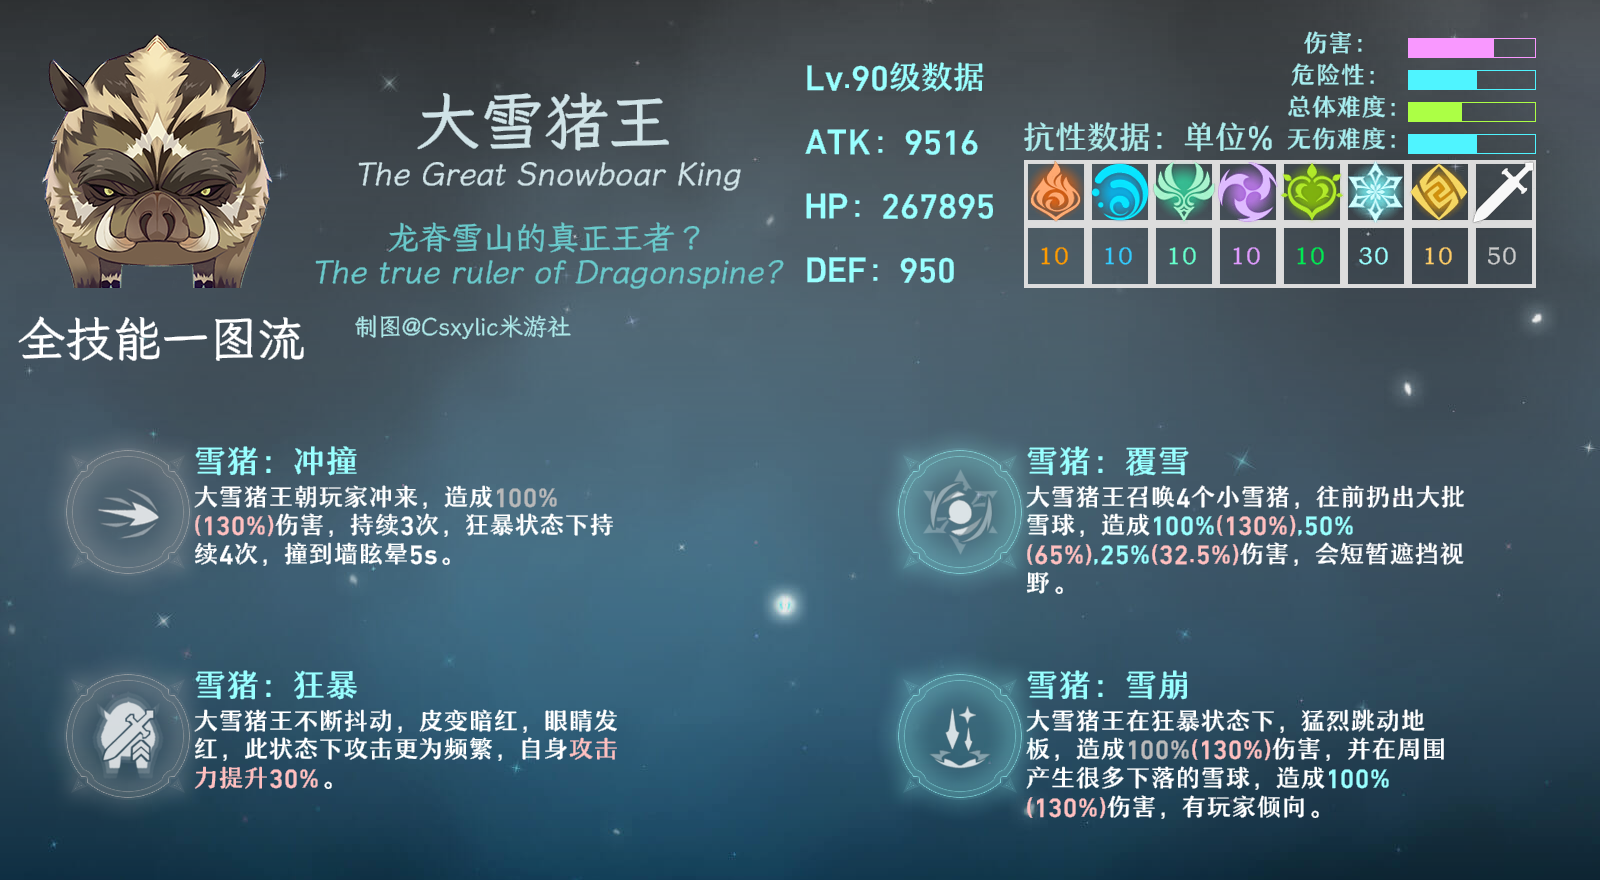 大雪猪王
The Great Snowboar King
龙脊雪山的真正王者？
The true ruler of Dragonspine?
全技能一图流
制图@Csxylic米游社
Lv.90级数据
ATK：9516
HP：267895
DEF：950
伤害：
危险性：
总体难度：
无伤难度：
抗性数据：单位%
10 10 10 10 10 30 10 50
雪猪：冲撞
大雪猪王朝玩家冲来，造成100%
(130%)伤害，持续3次，狂暴状态下持
续4次，撞到墙眩晕5s。
雪猪：覆雪
大雪猪王召唤4个小雪猪，往前扔出大批
雪球，造成100%(130%),50%
(65%),25%(32.5%)伤害，会短暂遮挡视
野。
雪猪：狂暴
大雪猪王不断抖动，皮变暗红，眼睛发
红，此状态下攻击更为频繁，自身攻击
力提升30%。
雪猪：雪崩
大雪猪王在狂暴状态下，猛烈跳动地
板，造成100%(130%)伤害，并在周围
产生很多下落的雪球，造成100%
(130%)伤害，有玩家倾向。